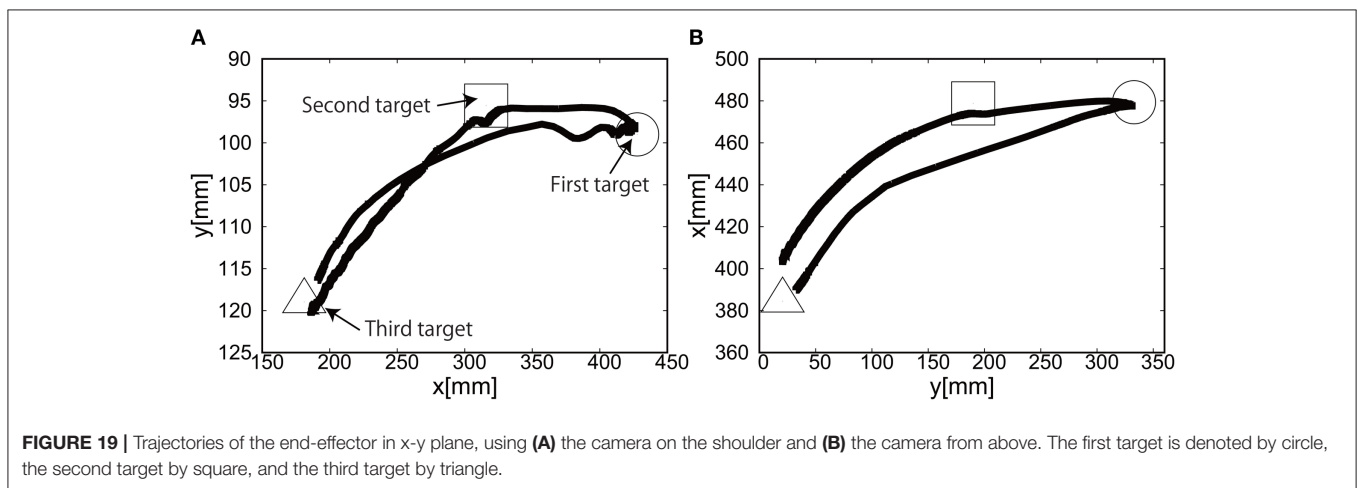 A
90
95
100
105
110
115
120
125
y[mm]
150 200 250 300 350 400 450
x[mm]
Second target
First target
Third target
B
500
480
460
440
420
400
380
360
x[mm]
0 50 100 150 200 250 300 350
y[mm]
FIGURE 19 | Trajectories of the end-effector in x-y plane, using (A) the camera on the shoulder and (B) the camera from above. The first target is denoted by circle,
the second target by square, and the third target by triangle.